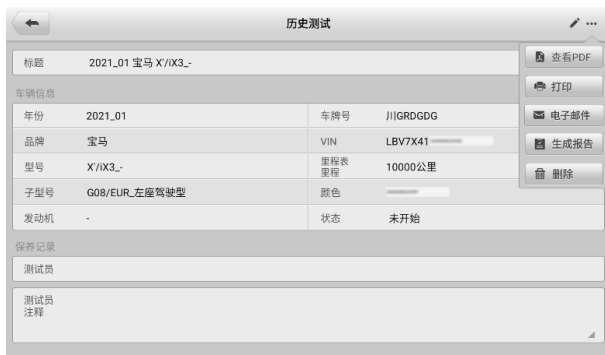 历史测试
标题 2021_01 宝马 X'/iX3_-
查看PDF
车辆信息
打印
年份 2021_01 车牌号 川GRDGDG
电子邮件
品牌 宝马 VIN LBV7X41
生成报告
型号 X'/iX3_- 里程表
里程 10000公里
删除
子型号 G08/EUR_左座驾驶型 颜色
发动机 - 状态 未开始
保养记录
测试员
测试员
注释